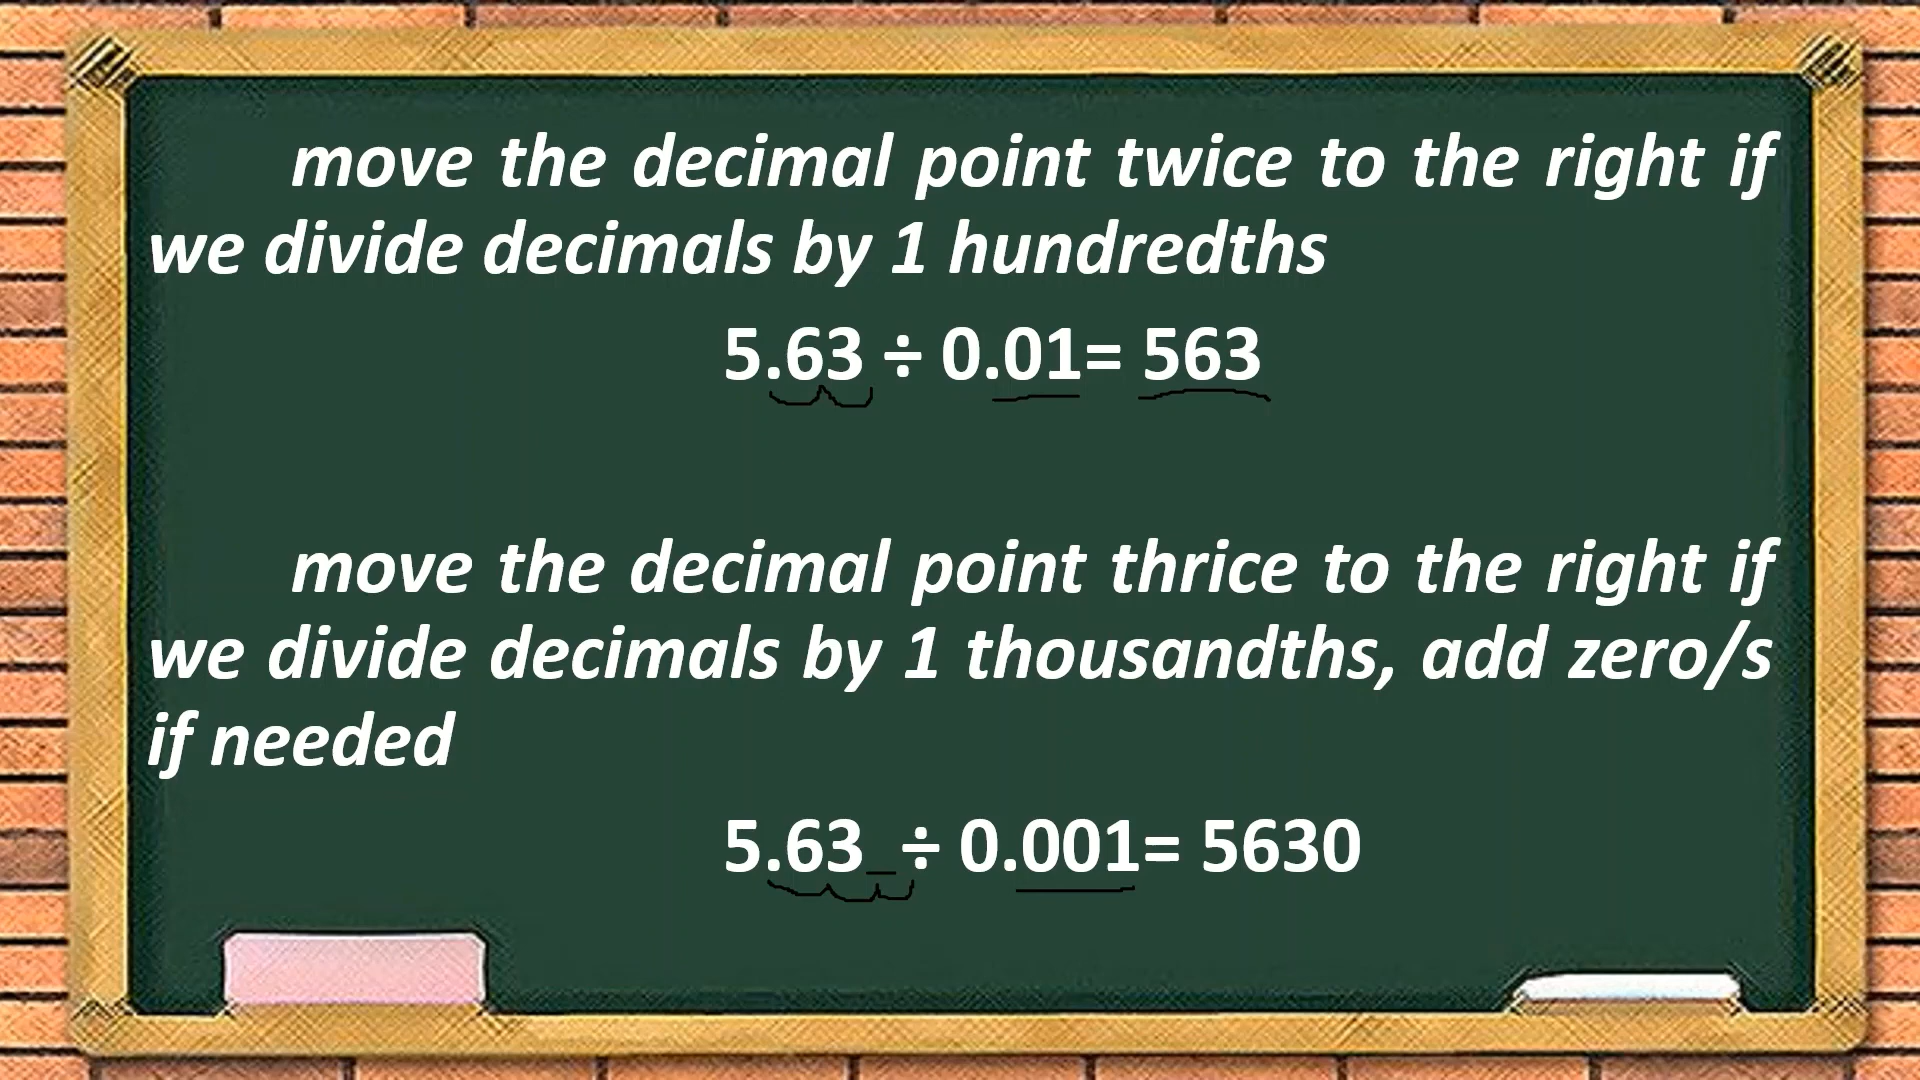 move the decimal point twice to the right if
we divide decimals by 1 hundredths
5.63 ÷ 0.01= 563
move the decimal point thrice to the right if
we divide decimals by 1 thousandths, add zero/s
if needed
5.63_÷ 0.001= 5630